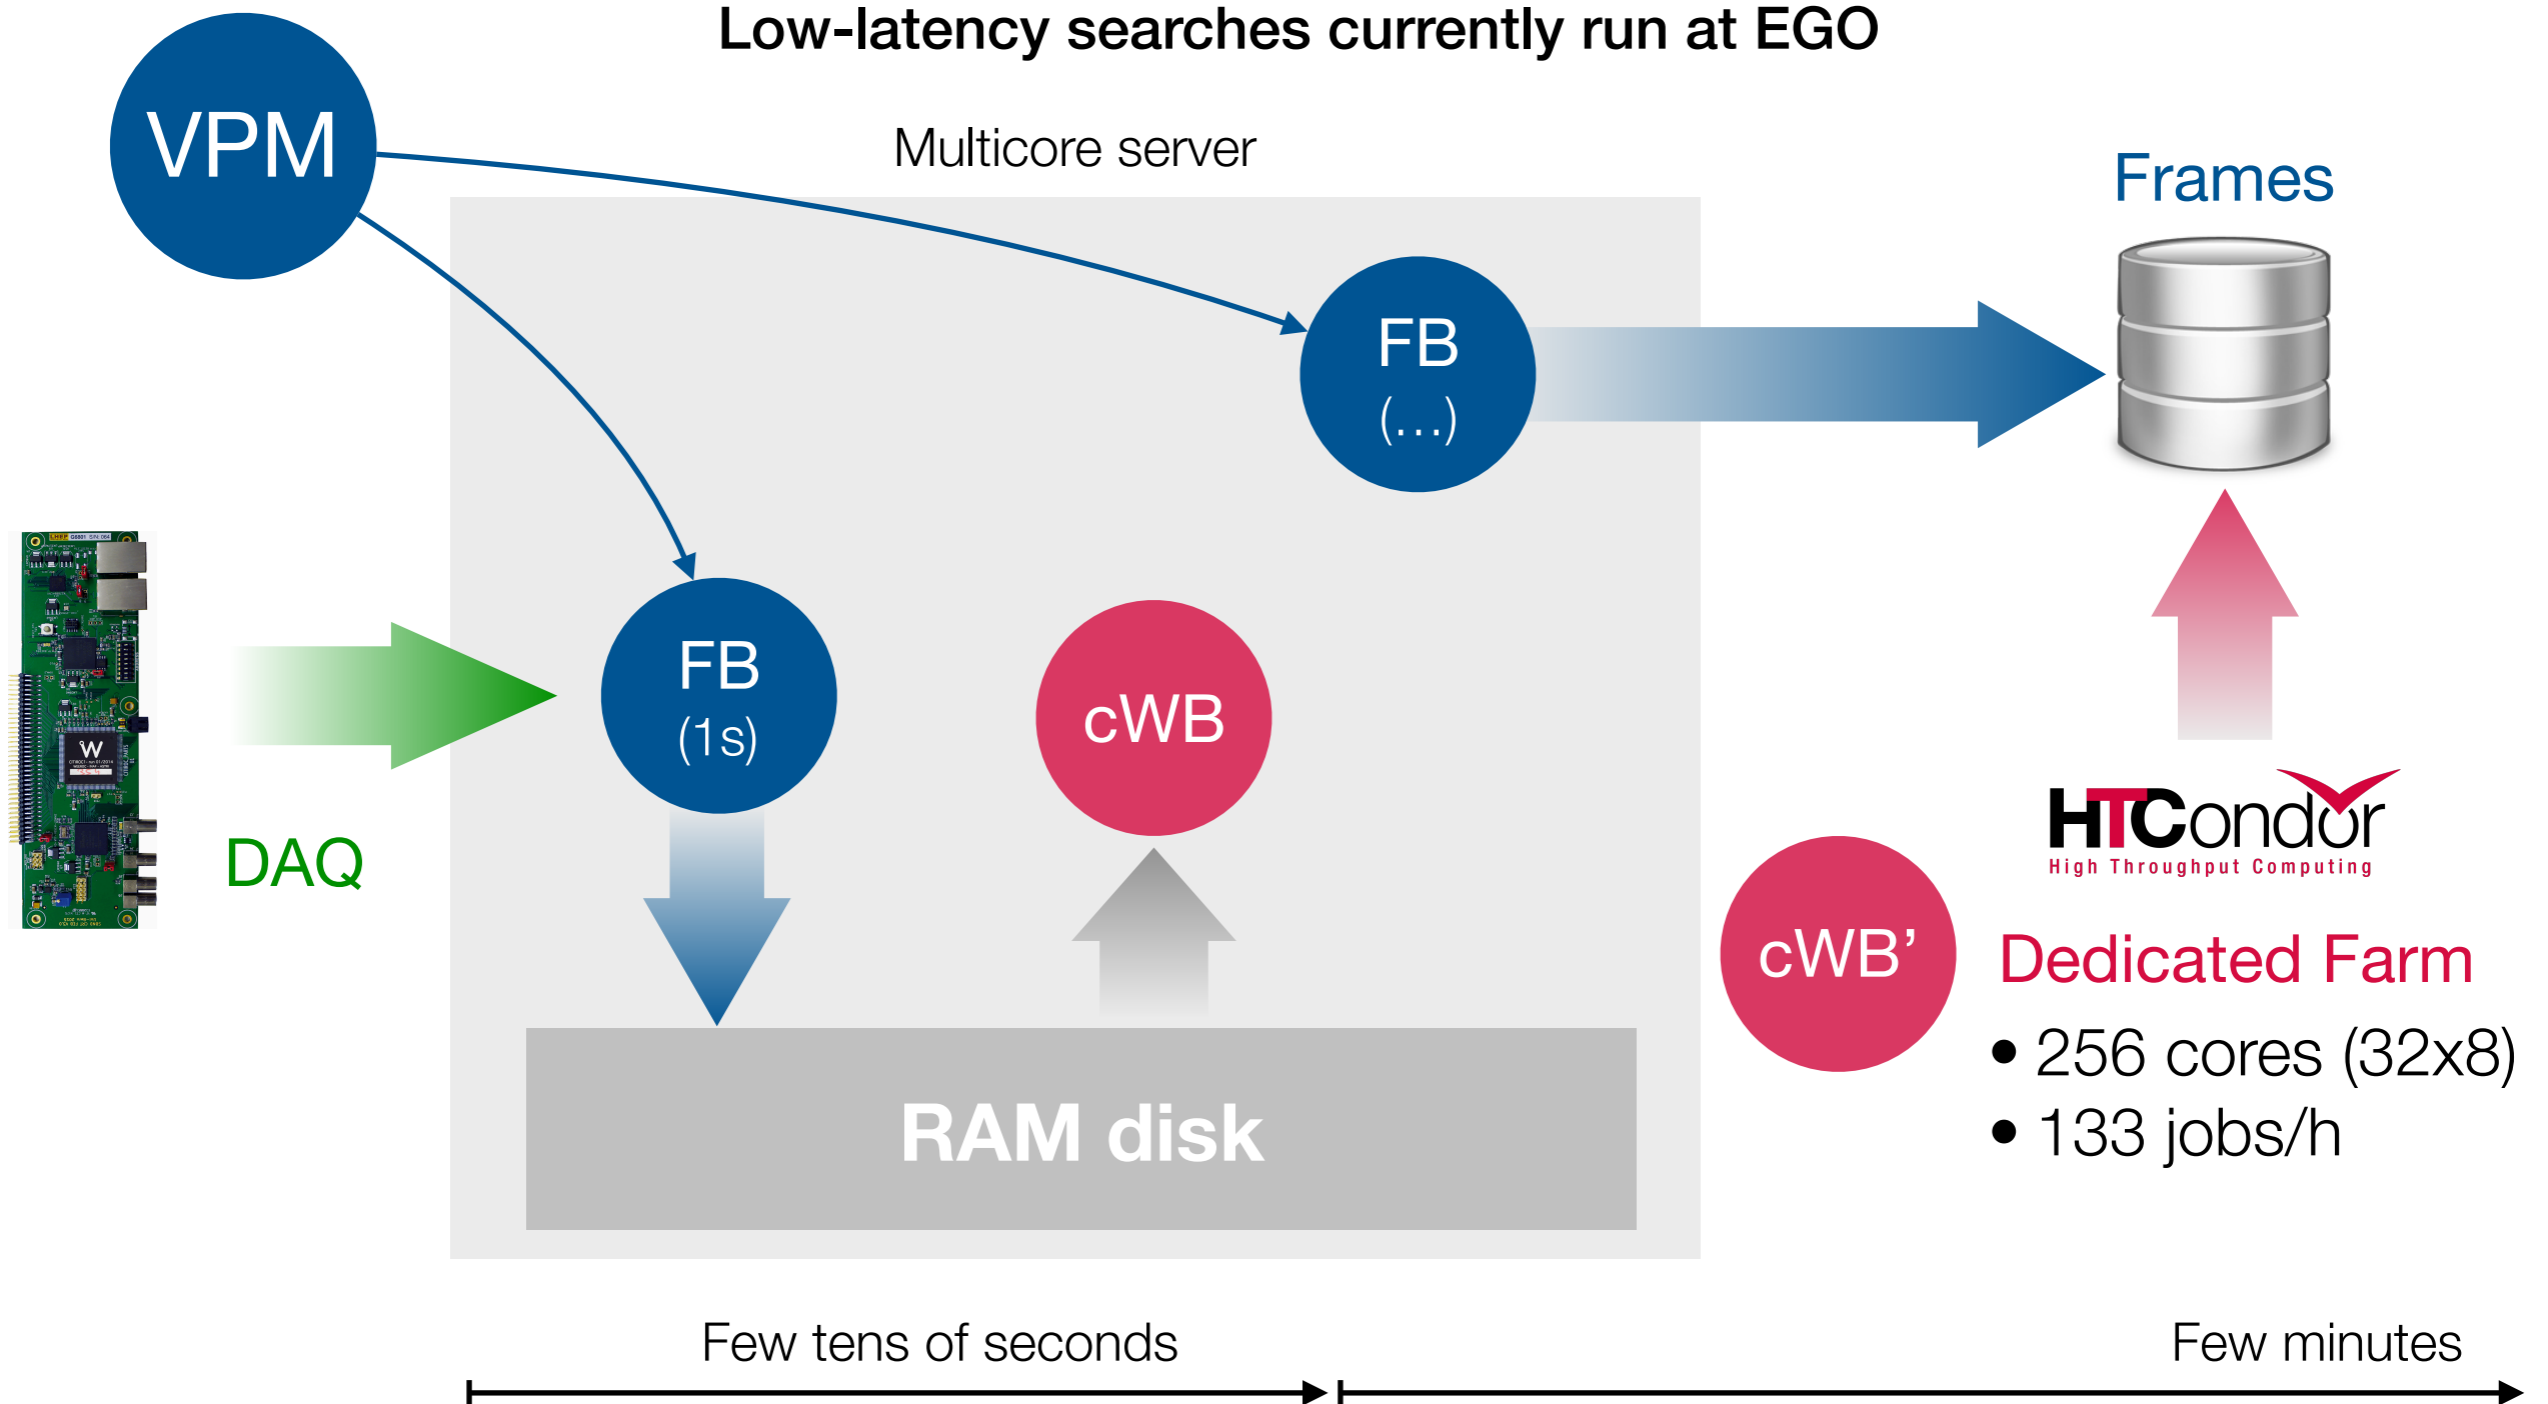 Low-latency searches currently run at EGO
VPM
Multicore server
Frames
FB
(...)
LHEP
FB
(1s)
cWB
DAQ
HTCondor
High Throughput Computing
cWB’
Dedicated Farm
• 256 cores (32x8)
• 133 jobs/h
RAM disk
Few tens of seconds
Few minutes